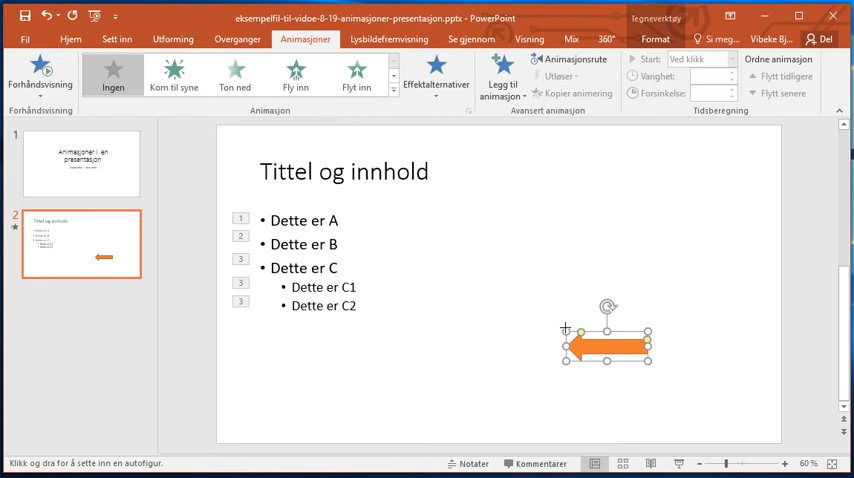 eksempelfil-til-vidoe-8-19-animasjoner-presentasjon.pptx - PowerPoint
Tegneverktøy
Fil Hjem Sett inn Utforming Overganger Animasjoner Lysbildefremvisning Se gjennom Visning Mix 360° Format Si meg... Vibeke Bj... Del
Forhåndsvisning
Forhåndsvisning
Ingen Kom til syne Ton ned Fly inn Flyt inn
Effektalternativer
Animasjon
Legg til
animasjon
Animasjonsrute
Utløser
Kopier animering
Avansert animasjon
Start: Ved klikk
Varighet:
Forsinkelse:
Ordne animasjon
Flytt tidligere
Flytt senere
Tidsberegning
1
Animasjoner i en
presentasjon
2
Tittel og innhold
Tittel og innhold
1 • Dette er A
2 • Dette er B
3 • Dette er C
3 • Dette er C1
3 • Dette er C2
Klikk og dra for å sette inn en autofigur.
Notater Kommentarer 60 %